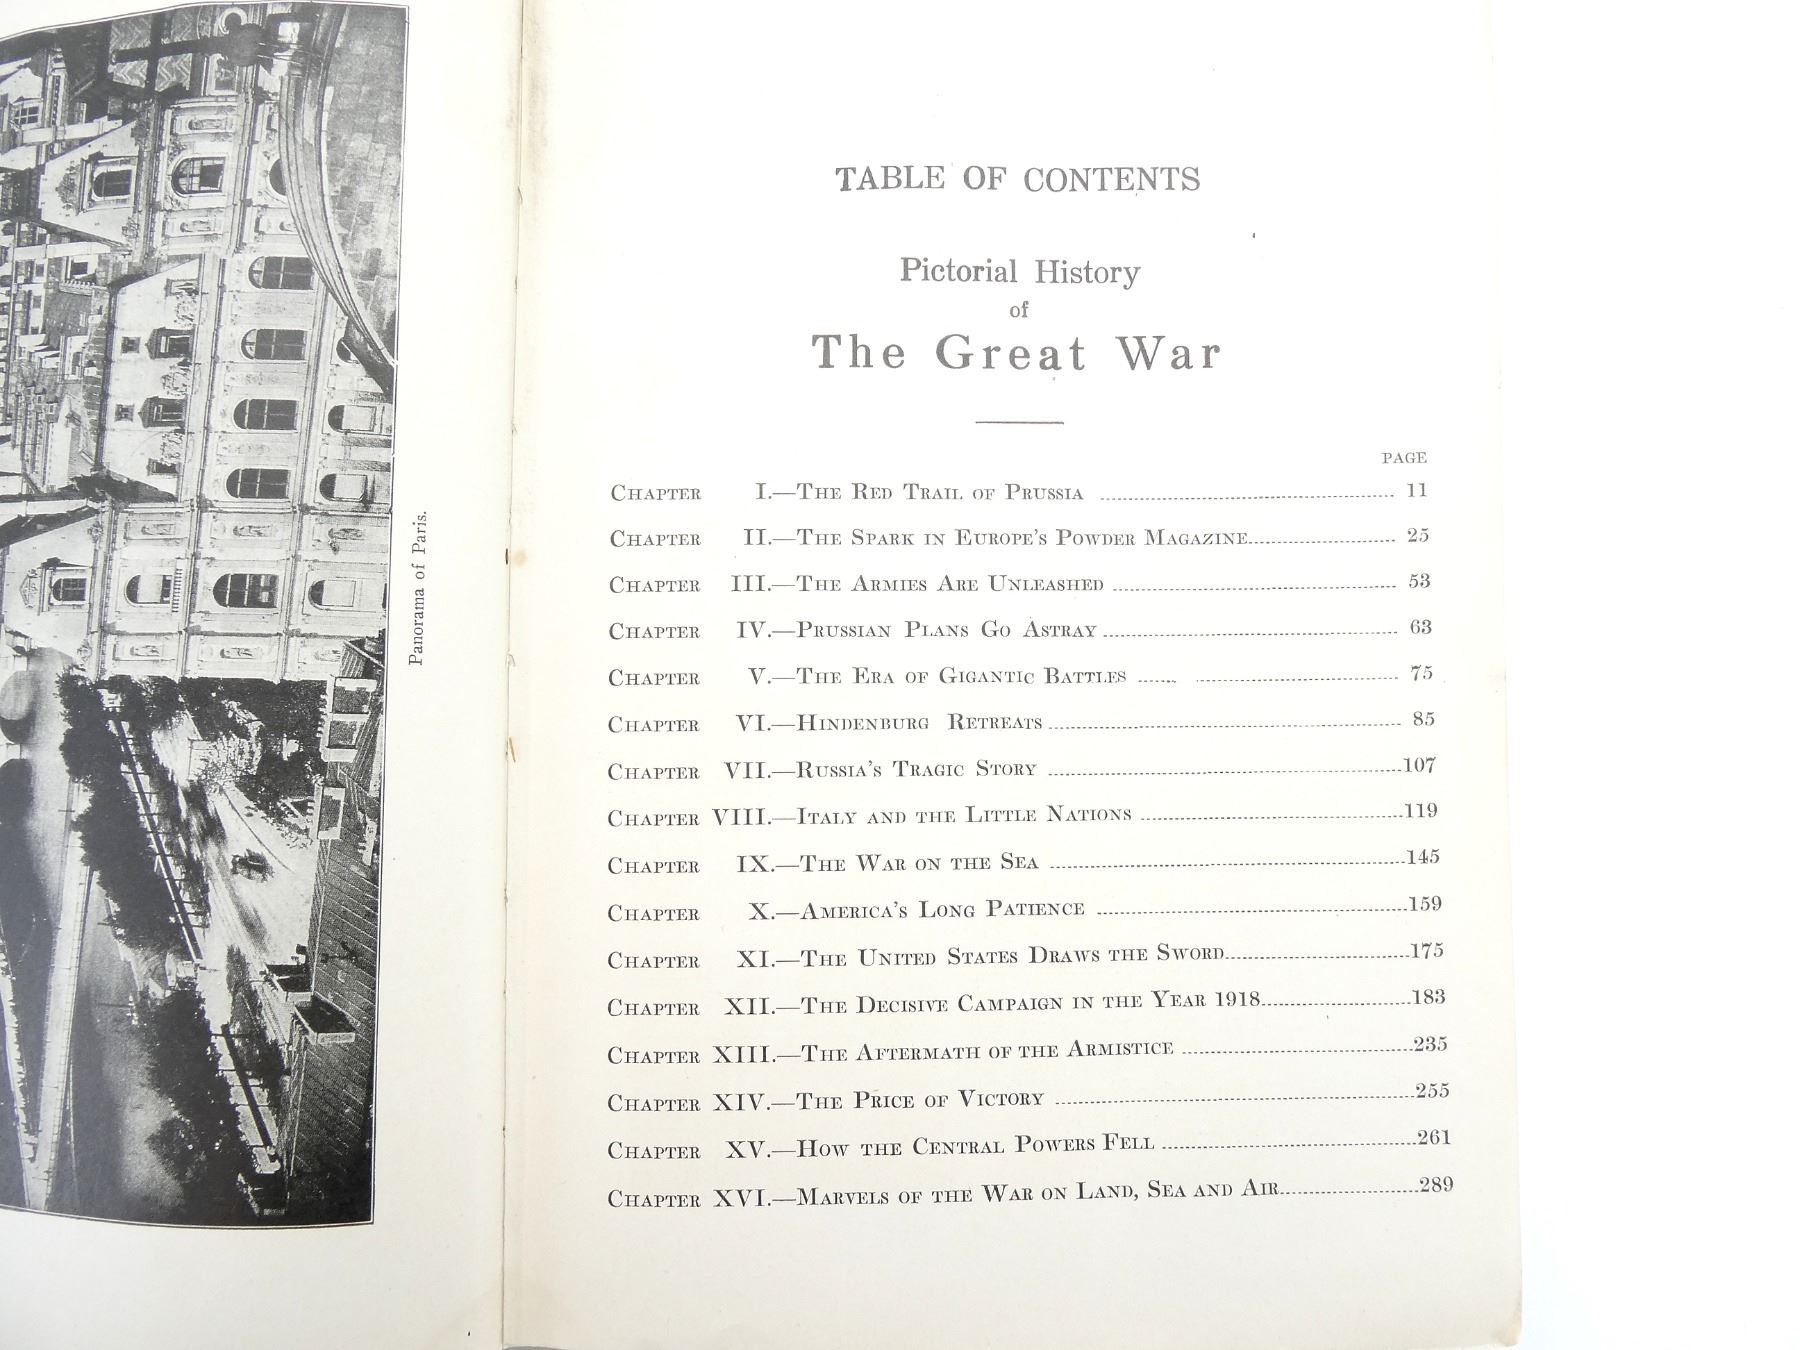 Panorama of Paris.
TABLE OF CONTENTS
Pictorial History
of
The Great War
PAGE
CHAPTER I.—THE RED TRAIL OF PRUSSIA 11
CHAPTER II.—THE SPARK IN EUROPE'S POWDER MAGAZINE 25
CHAPTER III.—THE ARMIES ARE UNLEASHED 53
CHAPTER IV.—PRUSSIAN PLANS GO ASTRAY 63
CHAPTER V.—THE ERA OF GIGANTIC BATTLES 75
CHAPTER VI.—HINDENBURG RETREATS 85
CHAPTER VII.—RUSSIA'S TRAGIC STORY 107
CHAPTER VIII.—ITALY AND THE LITTLE NATIONS 119
CHAPTER IX.—THE WAR ON THE SEA 145
CHAPTER X.—AMERICA'S LONG PATIENCE 159
CHAPTER XI.—THE UNITED STATES DRAWS THE SWORD 175
CHAPTER XII.—THE DECISIVE CAMPAIGN IN THE YEAR 1918 183
CHAPTER XIII.—THE AFTERMATH OF THE ARMISTICE 235
CHAPTER XIV.—THE PRICE OF VICTORY 255
CHAPTER XV.—HOW THE CENTRAL POWERS FELL 261
CHAPTER XVI.—MARVELS OF THE WAR ON LAND, SEA AND AIR 289